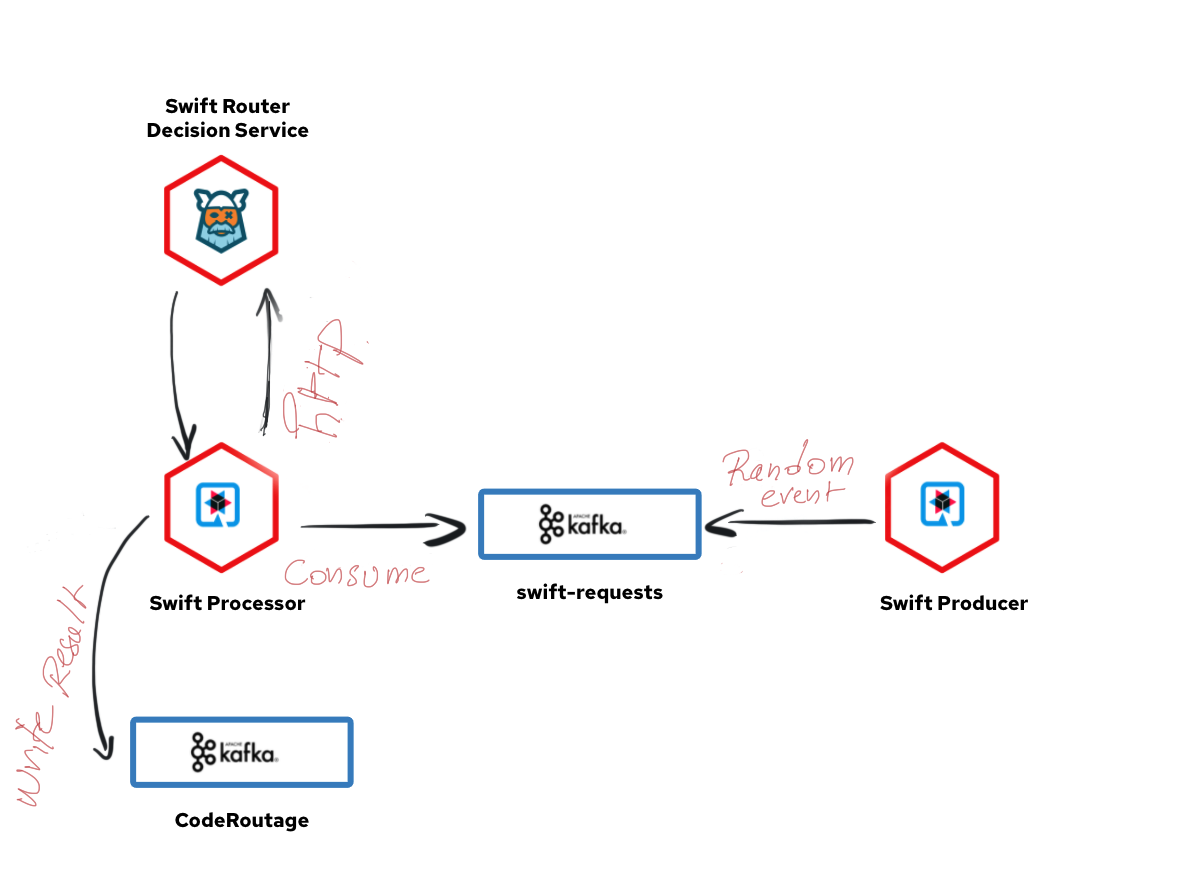 Swift Router
Decision Service
http
Random
event
APACHE
kafka
Consume
swift-requests
Swift Processor
Swift Producer
Write Result
APACHE
kafka
CodeRoutage